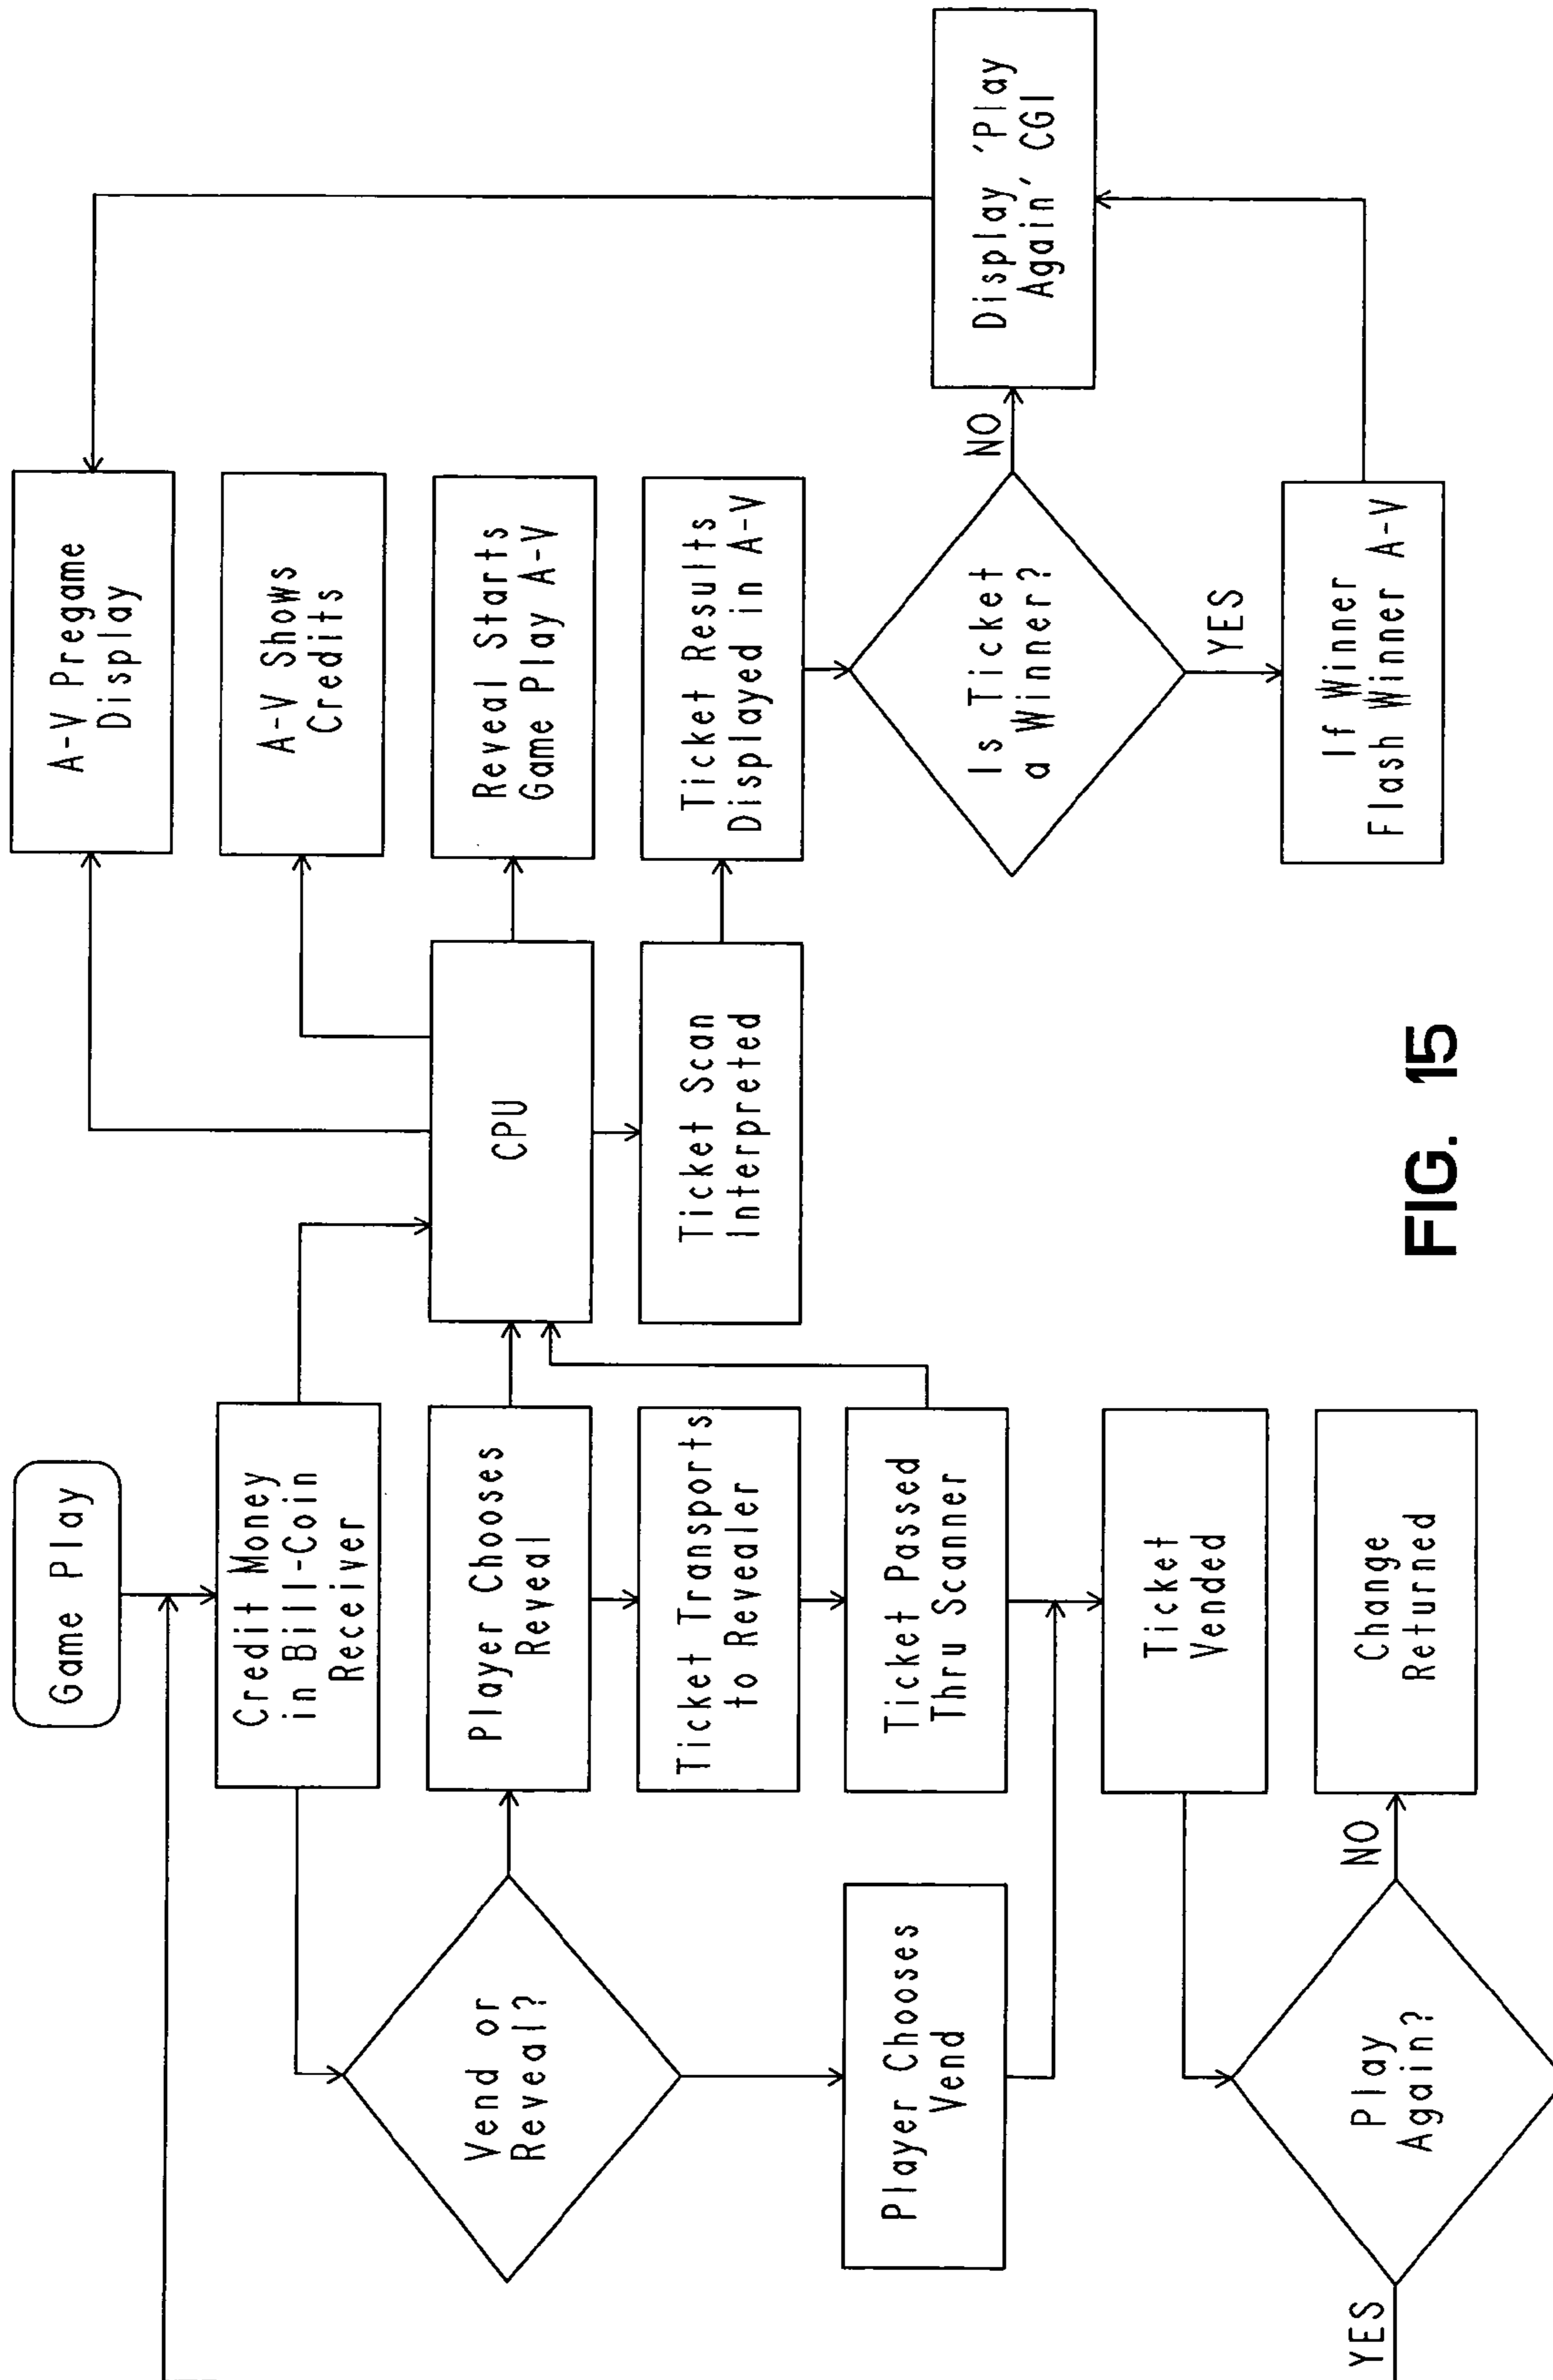 Game Play
Credit Money
in Bill-Coin
Receiver
Vend or
Reveal?
Player Chooses
Reveal
Ticket Transports
to Revealer
Ticket Passed
Thru Scanner
Player Chooses
Vend
Ticket
Vended
Play
Again?
YES
NO
Change
Returned
CPU
Ticket Scan
Interpreted
A-V Pregame
Display
A-V Shows
Credits
Reveal Starts
Game Play A-V
Ticket Results
Displayed in A-V
Is Ticket
a Winner?
NO
YES
Display 'Play
Again' CGI
If Winner
Flash Winner A-V
FIG. 15